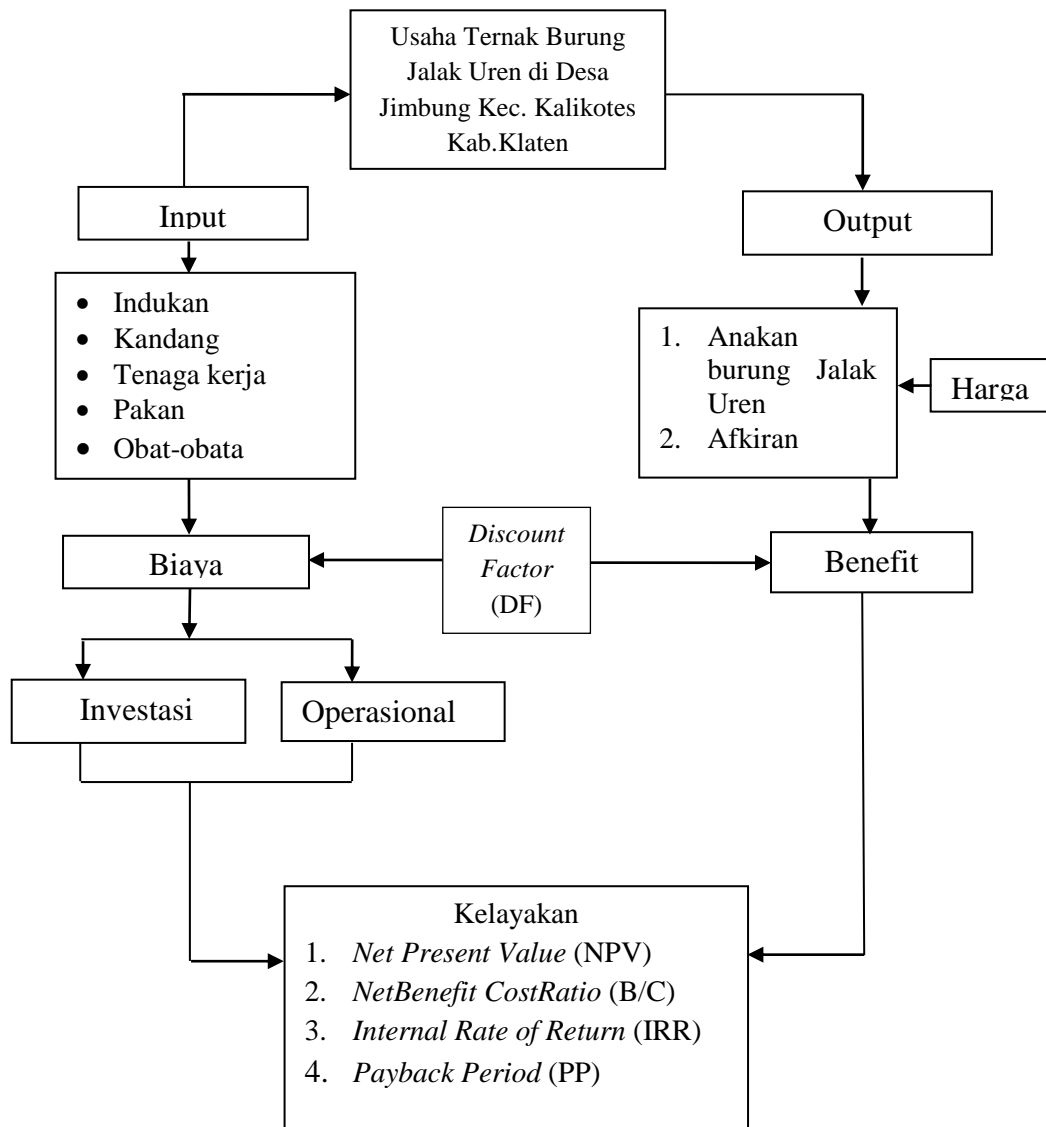 Usaha Ternak Burung
Jalak Uren di Desa
Jimbung Kec. Kalikotes
Kab.Klaten
Input
Output
• Indukan
• Kandang
• Tenaga kerja
• Pakan
• Obat-obata
1. Anakan
burung Jalak
Uren
2. Afkiran
Harga
Discount
Factor
(DF)
Biaya
Benefit
Investasi
Operasional
Kelayakan
1. Net Present Value (NPV)
2. NetBenefit CostRatio (B/C)
3. Internal Rate of Return (IRR)
4. Payback Period (PP)